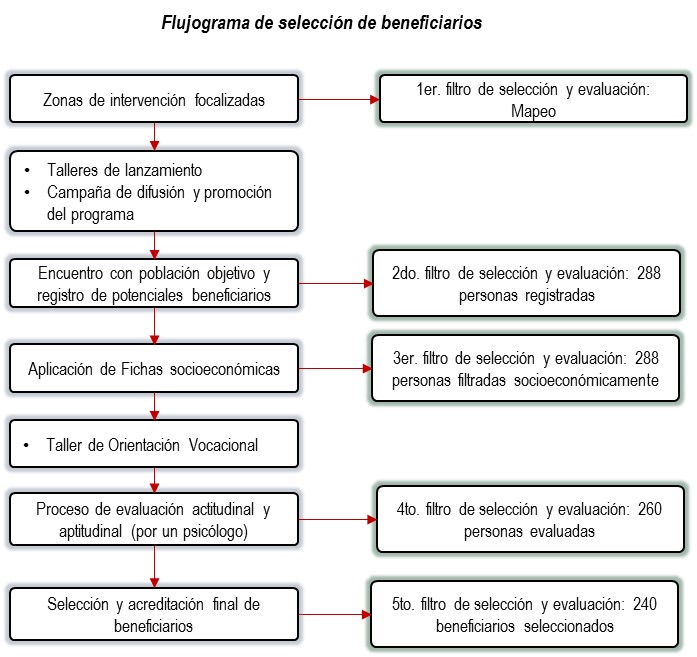 Flujograma de selección de beneficiarios
Zonas de intervención focalizadas
1er. filtro de selección y evaluación:
Mapeo
• Talleres de lanzamiento
• Campaña de difusión y promoción
del programa
Encuentro con población objetivo y
registro de potenciales beneficiarios
2do. filtro de selección y evaluación: 288
personas registradas
Aplicación de Fichas socioeconómicas
3er. filtro de selección y evaluación: 288
personas filtradas socioeconómicamente
• Taller de Orientación Vocacional
Proceso de evaluación actitudinal y
aptitudinal (por un psicólogo)
4to. filtro de selección y evaluación: 260
personas evaluadas
Selección y acreditación final de
beneficiarios
5to. filtro de selección y evaluación: 240
beneficiarios seleccionados